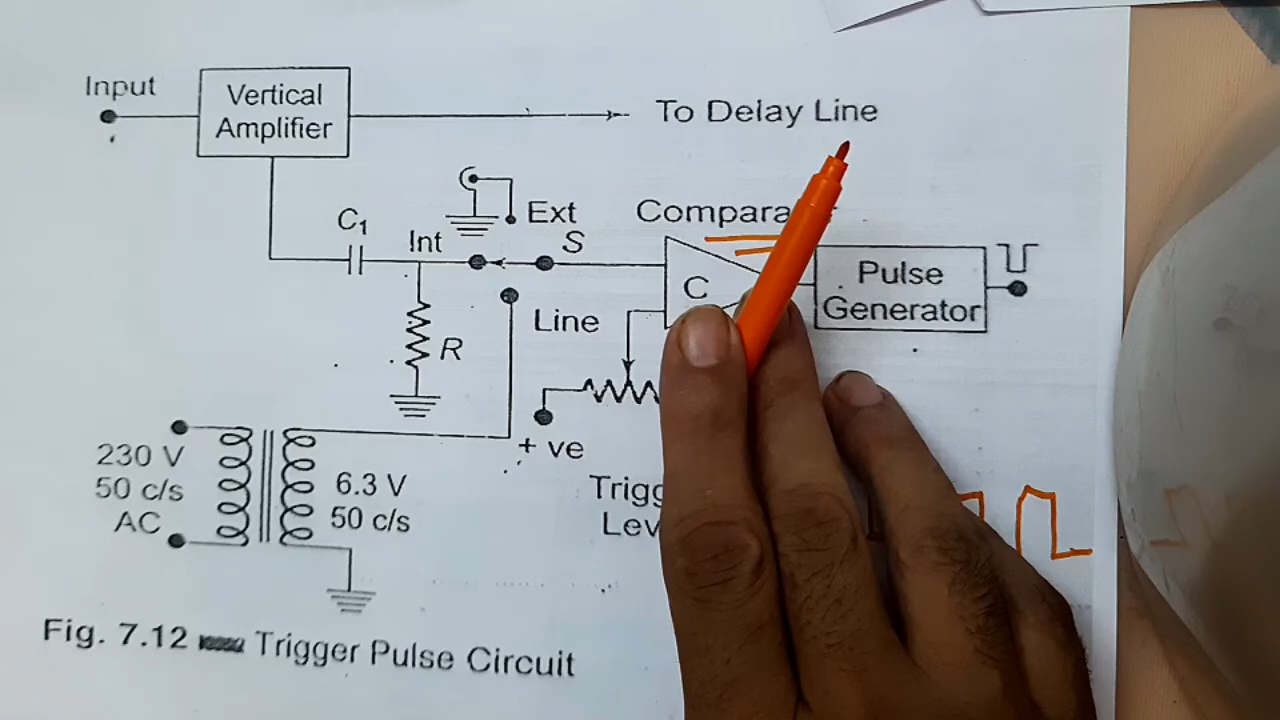 Input
Vertical
Amplifier
To Delay Line
C1
Int
Ext
S
R
Line
C
Pulse
Generator
+ ve
230 V
50 c/s
AC
6.3 V
50 c/s
Fig. 7.12 Trigger Pulse Circuit